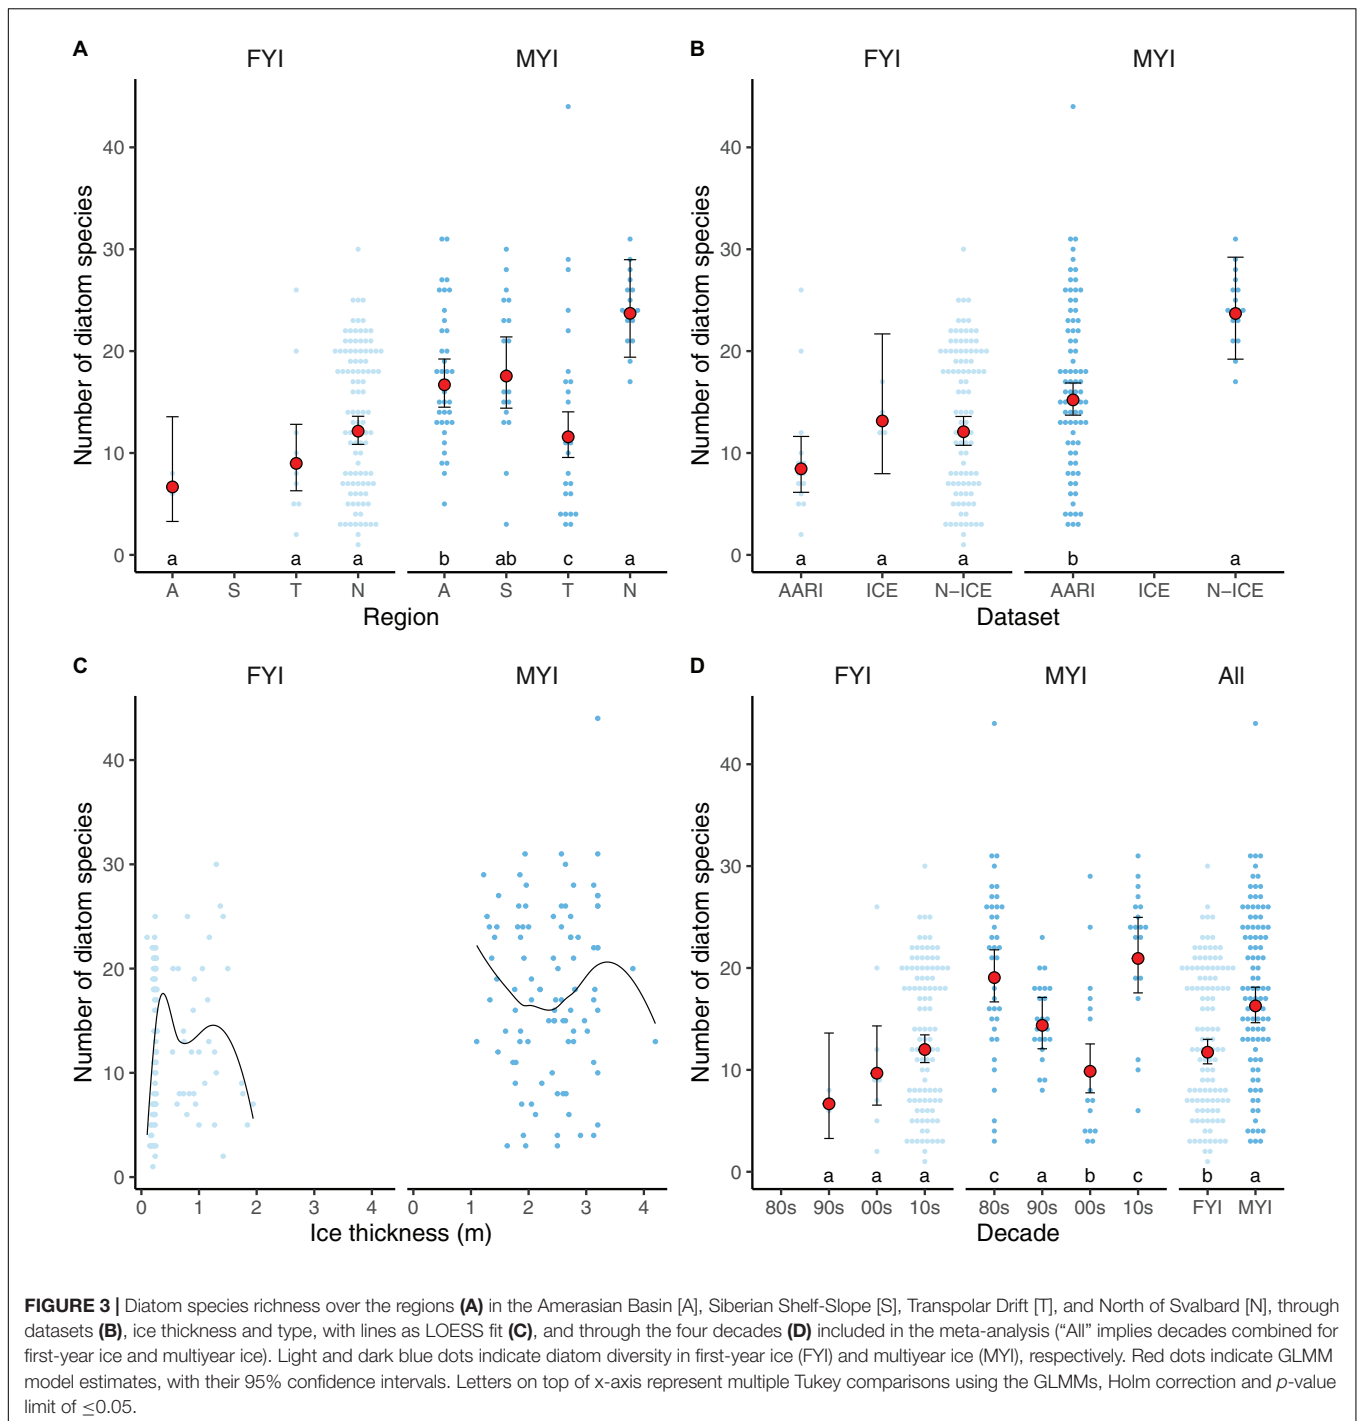 A
FYI
MYI
Number of diatom species
40
30
20
10
0
a
a
a
b
ab
c
a
A
S
T
N
A
S
T
N
Region
B
FYI
MYI
Number of diatom species
40
30
20
10
0
a
a
a
b
a
AARI
ICE
N−ICE
AARI
ICE
N−ICE
Dataset
C
FYI
MYI
Number of diatom species
40
30
20
10
0
0
1
2
3
4
0
1
2
3
4
Ice thickness (m)
D
FYI
MYI
All
Number of diatom species
40
30
20
10
0
a
a
a
c
a
b
c
b
a
80s
90s
00s
10s
80s
90s
00s
10s
FYI
MYI
Decade
FIGURE 3 | Diatom species richness over the regions (A) in the Amerasian Basin [A], Siberian Shelf-Slope [S], Transpolar Drift [T], and North of Svalbard [N], through
datasets (B), ice thickness and type, with lines as LOESS fit (C), and through the four decades (D) included in the meta-analysis (“All” implies decades combined for
first-year ice and multiyear ice). Light and dark blue dots indicate diatom diversity in first-year ice (FYI) and multiyear ice (MYI), respectively. Red dots indicate GLMM
model estimates, with their 95% confidence intervals. Letters on top of x-axis represent multiple Tukey comparisons using the GLMMs, Holm correction and p-value
limit of ≤0.05.